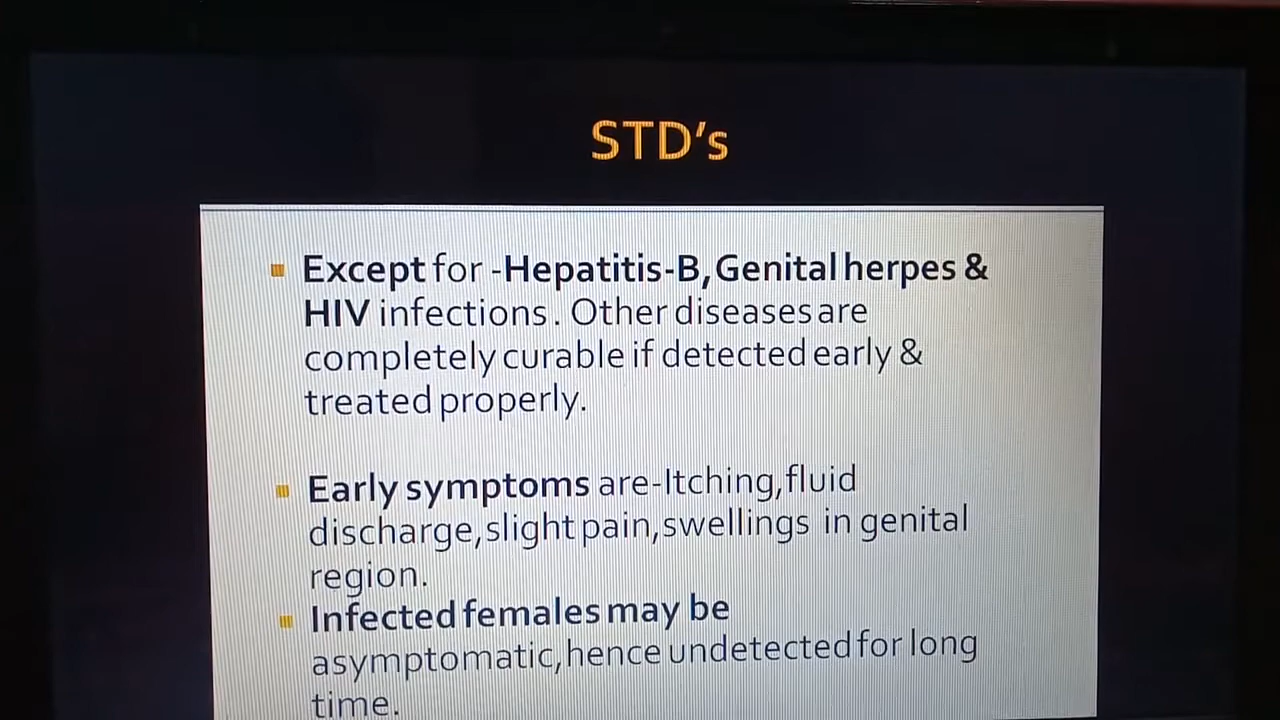 STD's
Except for -Hepatitis-B,Genital herpes &
HIV infections. Other diseases are
completely curable if detected early &
treated properly.
Early symptoms are-Itching,fluid
discharge,slight pain,swellings in genital
region.
Infected females may be
asymptomatic,hence undetected for long
time.